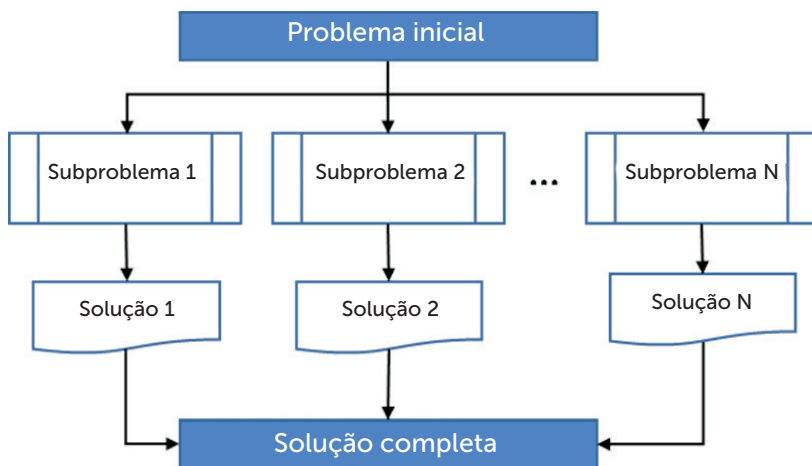 Problema inicial
Subproblema 1
Subproblema 2
...
Subproblema N
Solução 1
Solução 2
Solução N
Solução completa